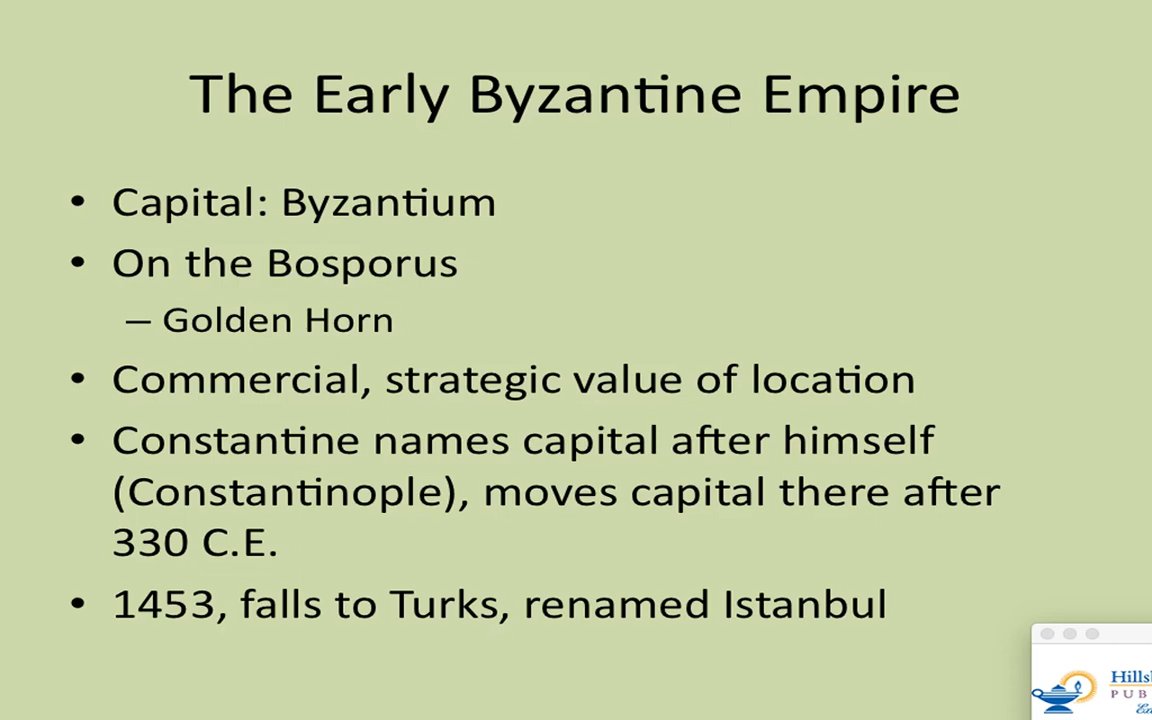 The Early Byzantine Empire
• Capital: Byzantium
• On the Bosporus
– Golden Horn
• Commercial, strategic value of location
• Constantine names capital after himself
(Constantinople), moves capital there after
330 C.E.
• 1453, falls to Turks, renamed Istanbul
PUB